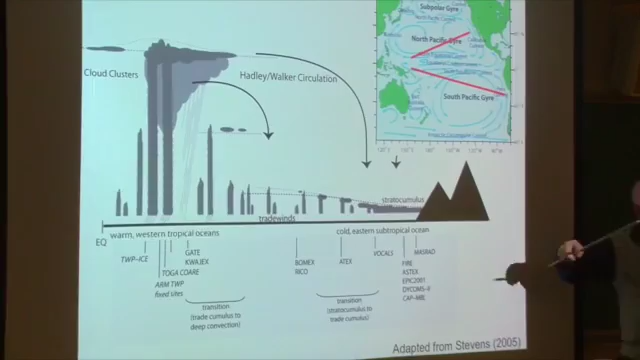 Cloud Clusters
Hadley/Walker Circulation
stratocumulus
tradewinds
EQ
warm, western tropical oceans
cold, eastern subtropical ocean
TWP-ICE
TOGA COARE
ARM TWP
fixed sites
GATE
KWAJEX
transition
(trade cumulus to
deep convection)
BOMEX
RICO
ATEX
transition
(stratocumulus to
trade cumulus)
VOCALS
FIRE
ASTEX
EPIC2001
DYCOMS-II
CAP-MBL
MASRAD
Adapted from Stevens (2005)
Subpolar Gyre
North Pacific Gyre
South Pacific Gyre